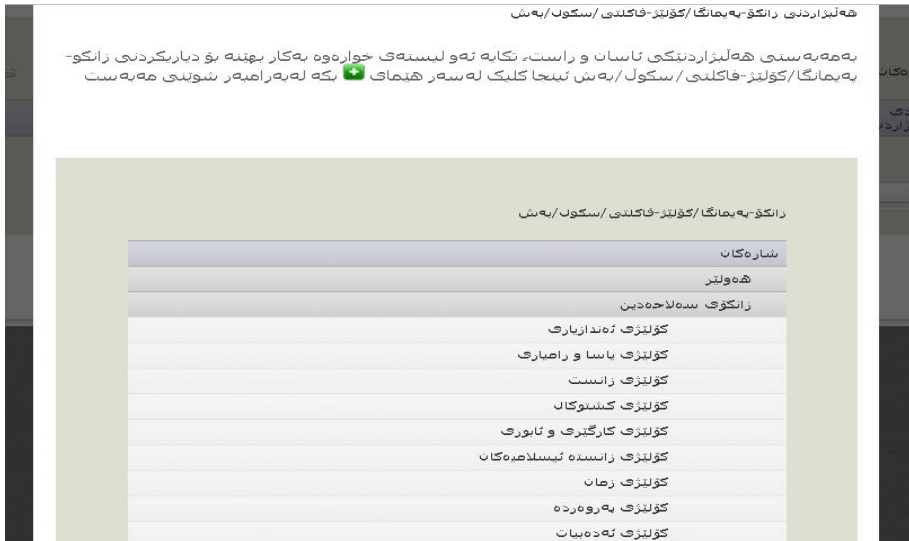 هەڵبژاردنی زانکۆ-پەیمانگا/کۆلێژ-فاکلتی/سکوڵ/بەش
بەمەبەستی هەڵبژاردنێکی ئاسان و راست، تکایە ئەو لیستەی خوارەوە بەکار بهێنە بۆ دیاریکردنی زانکۆ-
پەیمانگا/کۆلێژ-فاکلتی/سکوڵ/بەش ئینجا کلیک لەسەر هێمای بکە لەبەرامبەر شوێنی مەبەست
زانکۆ-پەیمانگا/کۆلێژ-فاکلتی/سکوڵ/بەش
شارەکان
هەولێر
زانکۆی سەلاحەدین
کۆلێژی ئەندازیاری
کۆلێژی یاسا و رامیاری
کۆلێژی زانست
کۆلێژی کشتوکاڵ
کۆلێژی کارگێری و ئابوری
کۆلێژی زانستە ئیسلامیەکان
کۆلێژی زمان
کۆلێژی پەروەردە
کۆلێژی ئەدەبیات